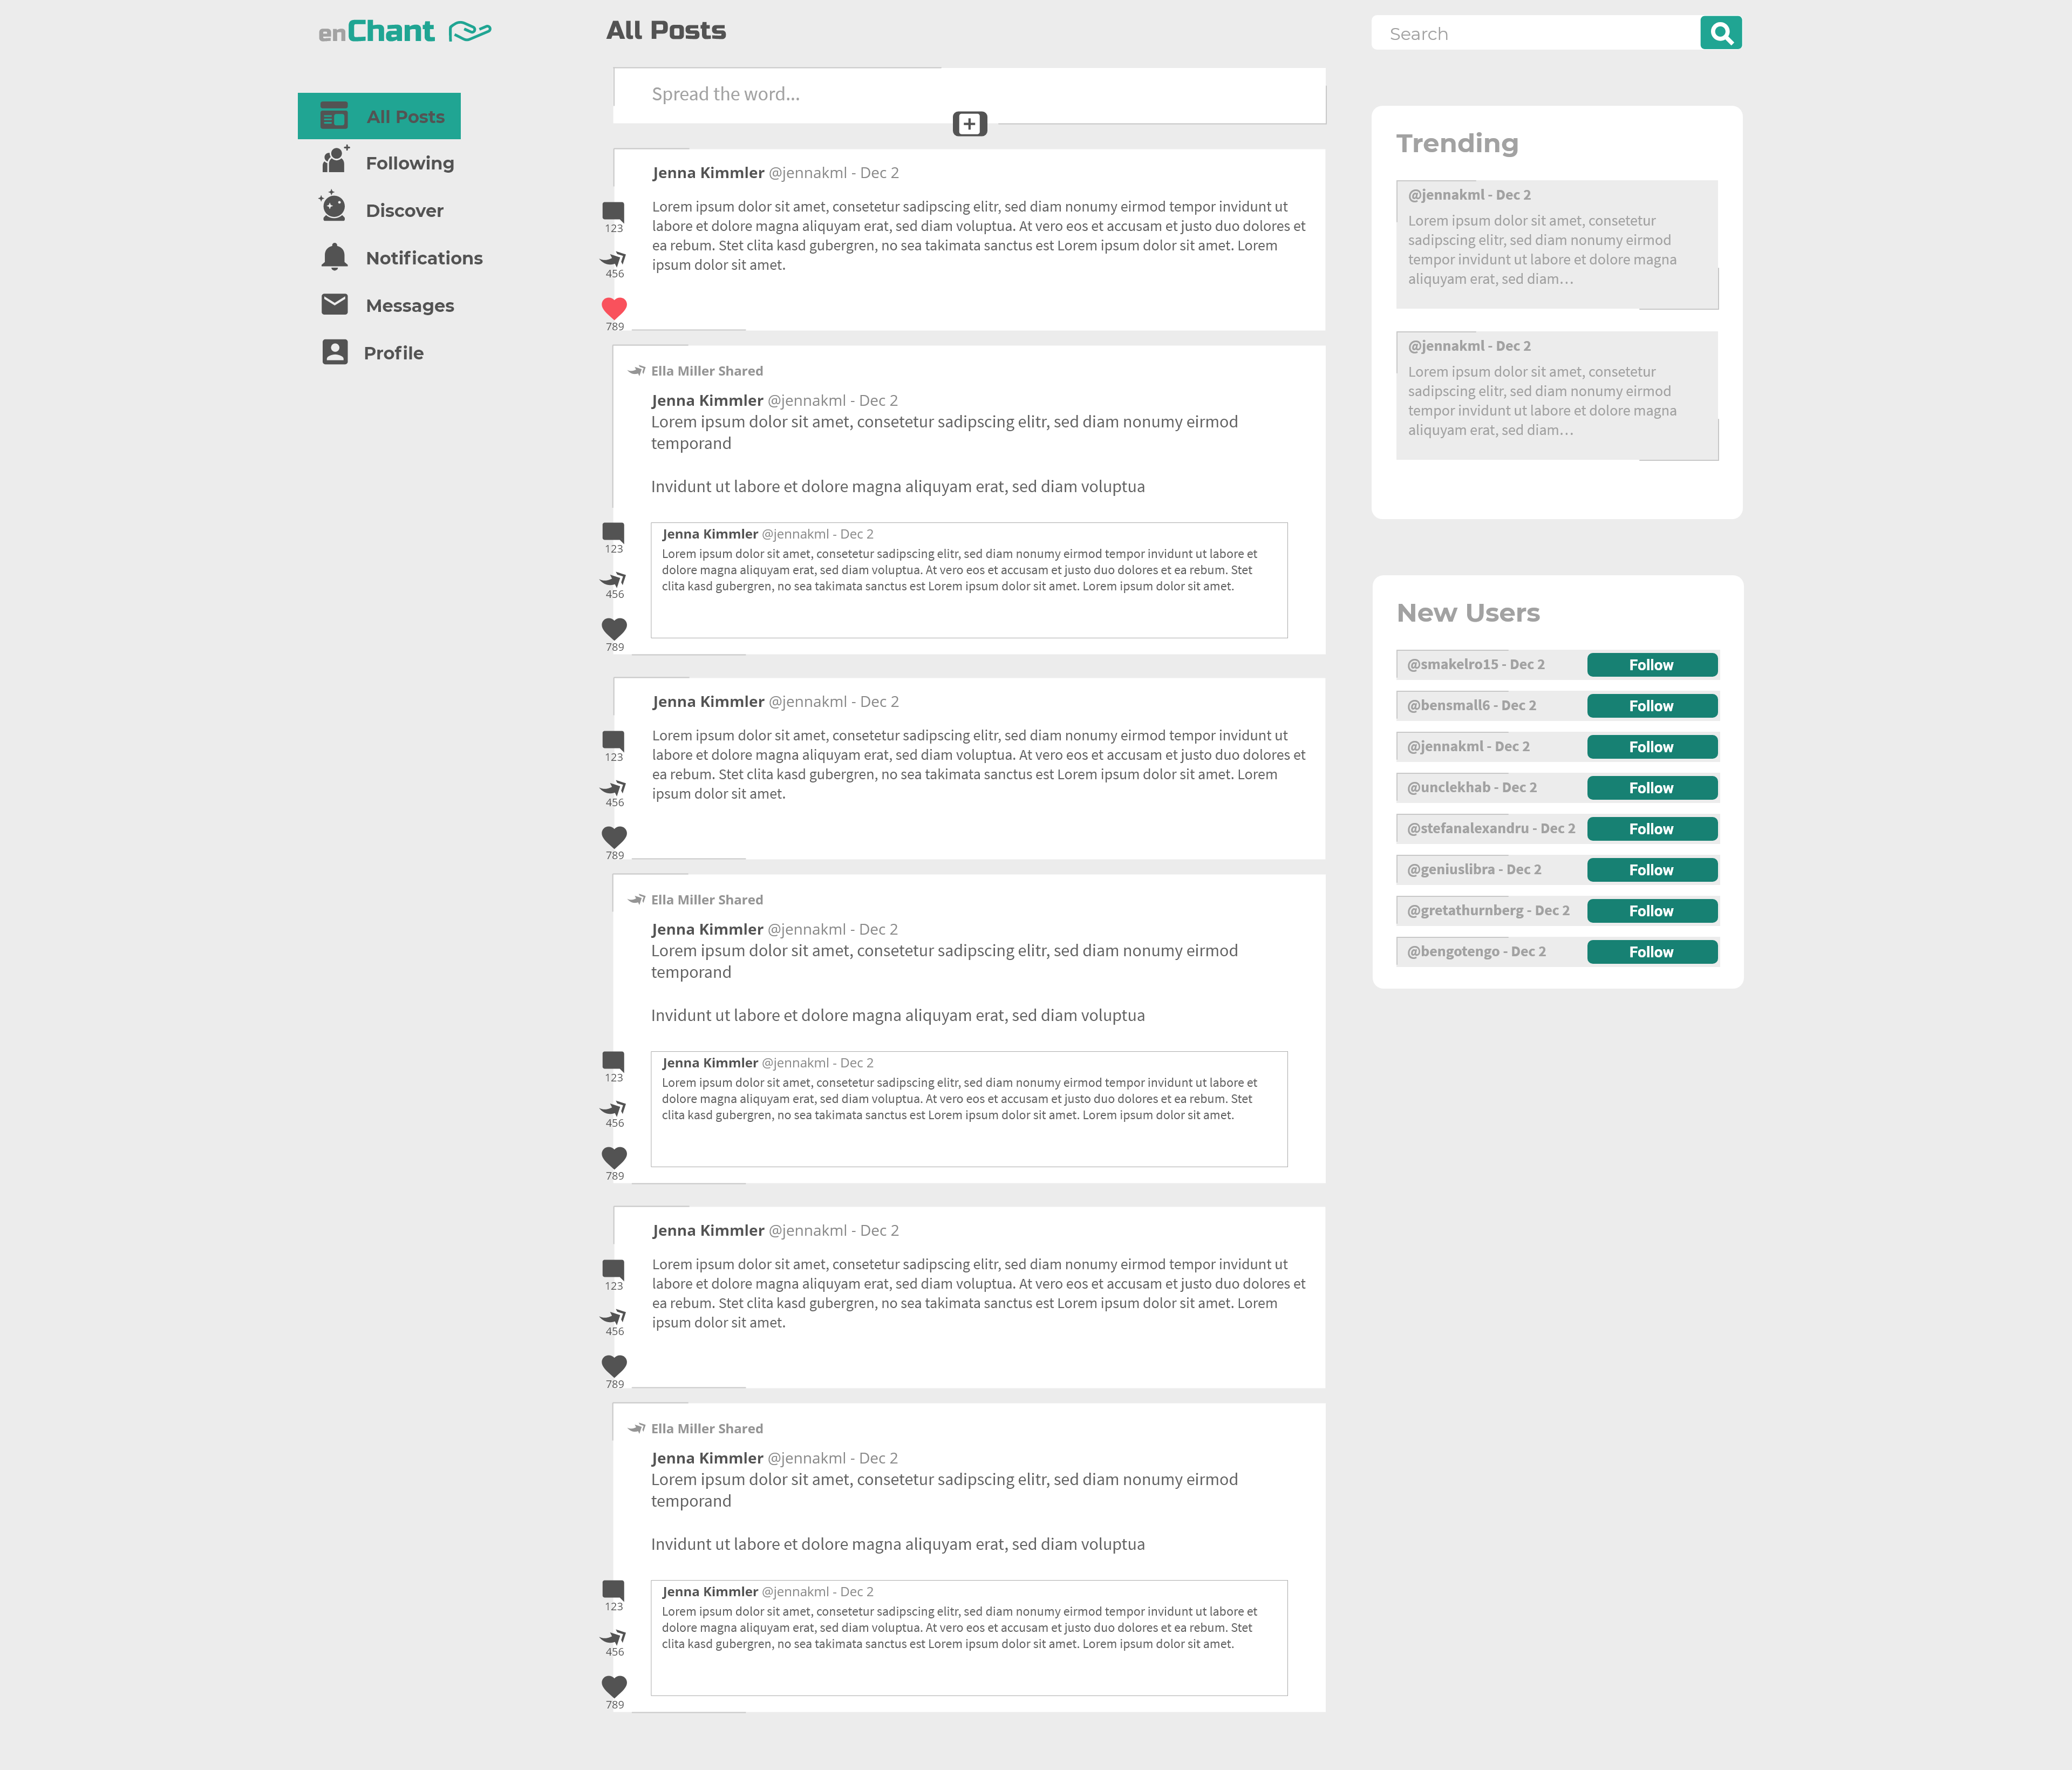 enChant
All Posts
Following
Discover
Notifications
Messages
Profile
All Posts
Spread the word...
Jenna Kimmler @jennakml - Dec 2
Lorem ipsum dolor sit amet, consetetur sadipscing elitr, sed diam nonumy eirmod tempor invidunt ut
labore et dolore magna aliquyam erat, sed diam voluptua. At vero eos et accusam et justo duo dolores et
ea rebum. Stet clita kasd gubergren, no sea takimata sanctus est Lorem ipsum dolor sit amet. Lorem
ipsum dolor sit amet.
123
456
789
Ella Miller Shared
Jenna Kimmler @jennakml - Dec 2
Lorem ipsum dolor sit amet, consetetur sadipscing elitr, sed diam nonumy eirmod
temporand
Invidunt ut labore et dolore magna aliquyam erat, sed diam voluptua
Jenna Kimmler @jennakml - Dec 2
Lorem ipsum dolor sit amet, consetetur sadipscing elitr, sed diam nonumy eirmod tempor invidunt ut labore et
dolore magna aliquyam erat, sed diam voluptua. At vero eos et accusam et justo duo dolores et ea rebum. Stet
clita kasd gubergren, no sea takimata sanctus est Lorem ipsum dolor sit amet. Lorem ipsum dolor sit amet.
123
456
789
Jenna Kimmler @jennakml - Dec 2
Lorem ipsum dolor sit amet, consetetur sadipscing elitr, sed diam nonumy eirmod tempor invidunt ut
labore et dolore magna aliquyam erat, sed diam voluptua. At vero eos et accusam et justo duo dolores et
ea rebum. Stet clita kasd gubergren, no sea takimata sanctus est Lorem ipsum dolor sit amet. Lorem
ipsum dolor sit amet.
123
456
789
Ella Miller Shared
Jenna Kimmler @jennakml - Dec 2
Lorem ipsum dolor sit amet, consetetur sadipscing elitr, sed diam nonumy eirmod
temporand
Invidunt ut labore et dolore magna aliquyam erat, sed diam voluptua
Jenna Kimmler @jennakml - Dec 2
Lorem ipsum dolor sit amet, consetetur sadipscing elitr, sed diam nonumy eirmod tempor invidunt ut labore et
dolore magna aliquyam erat, sed diam voluptua. At vero eos et accusam et justo duo dolores et ea rebum. Stet
clita kasd gubergren, no sea takimata sanctus est Lorem ipsum dolor sit amet. Lorem ipsum dolor sit amet.
123
456
789
Jenna Kimmler @jennakml - Dec 2
Lorem ipsum dolor sit amet, consetetur sadipscing elitr, sed diam nonumy eirmod tempor invidunt ut
labore et dolore magna aliquyam erat, sed diam voluptua. At vero eos et accusam et justo duo dolores et
ea rebum. Stet clita kasd gubergren, no sea takimata sanctus est Lorem ipsum dolor sit amet. Lorem
ipsum dolor sit amet.
123
456
789
Ella Miller Shared
Jenna Kimmler @jennakml - Dec 2
Lorem ipsum dolor sit amet, consetetur sadipscing elitr, sed diam nonumy eirmod
temporand
Invidunt ut labore et dolore magna aliquyam erat, sed diam voluptua
Jenna Kimmler @jennakml - Dec 2
Lorem ipsum dolor sit amet, consetetur sadipscing elitr, sed diam nonumy eirmod tempor invidunt ut labore et
dolore magna aliquyam erat, sed diam voluptua. At vero eos et accusam et justo duo dolores et ea rebum. Stet
clita kasd gubergren, no sea takimata sanctus est Lorem ipsum dolor sit amet. Lorem ipsum dolor sit amet.
123
456
789
Search
Trending
@jennakml - Dec 2
Lorem ipsum dolor sit amet, consetetur
sadipscing elitr, sed diam nonumy eirmod
tempor invidunt ut labore et dolore magna
aliquyam erat, sed diam…
@jennakml - Dec 2
Lorem ipsum dolor sit amet, consetetur
sadipscing elitr, sed diam nonumy eirmod
tempor invidunt ut labore et dolore magna
aliquyam erat, sed diam…
New Users
@smakelro15 - Dec 2 Follow
@bensmall6 - Dec 2 Follow
@jennakml - Dec 2 Follow
@unclekhab - Dec 2 Follow
@stefanalexandru - Dec 2 Follow
@geniuslibra - Dec 2 Follow
@gretathurnberg - Dec 2 Follow
@bengotengo - Dec 2 Follow